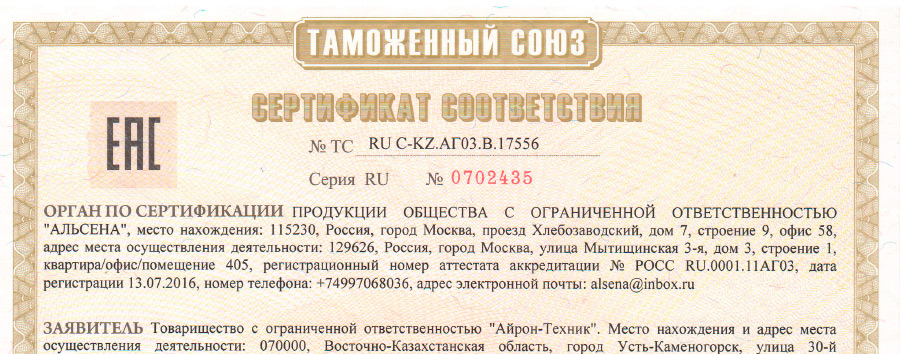 ТАМОЖЕННЫЙ СОЮЗ
СЕРТИФИКАТ СООТВЕТСТВИЯ
ЕАС
№ ТС RU С-KZ.АГ03.В.17556
Серия RU № 0702435
ОРГАН ПО СЕРТИФИКАЦИИ ПРОДУКЦИИ ОБЩЕСТВА С ОГРАНИЧЕННОЙ ОТВЕТСТВЕННОСТЬЮ
"АЛЬСЕНА", место нахождения: 115230, Россия, город Москва, проезд Хлебозаводский, дом 7, строение 9, офис 58,
адрес места осуществления деятельности: 129626, Россия, город Москва, улица Мытищинская 3-я, дом 3, строение 1,
квартира/офис/помещение 405, регистрационный номер аттестата аккредитации № РОСС RU.0001.11АГ03, дата
регистрации 13.07.2016, номер телефона: +74997068036, адрес электронной почты: alsena@inbox.ru
ЗАЯВИТЕЛЬ Товарищество с ограниченной ответственностью "Айрон-Техник". Место нахождения и адрес места
осуществления деятельности: 070000, Восточно-Казахстанская область, город Усть-Каменогорск, улица 30-й